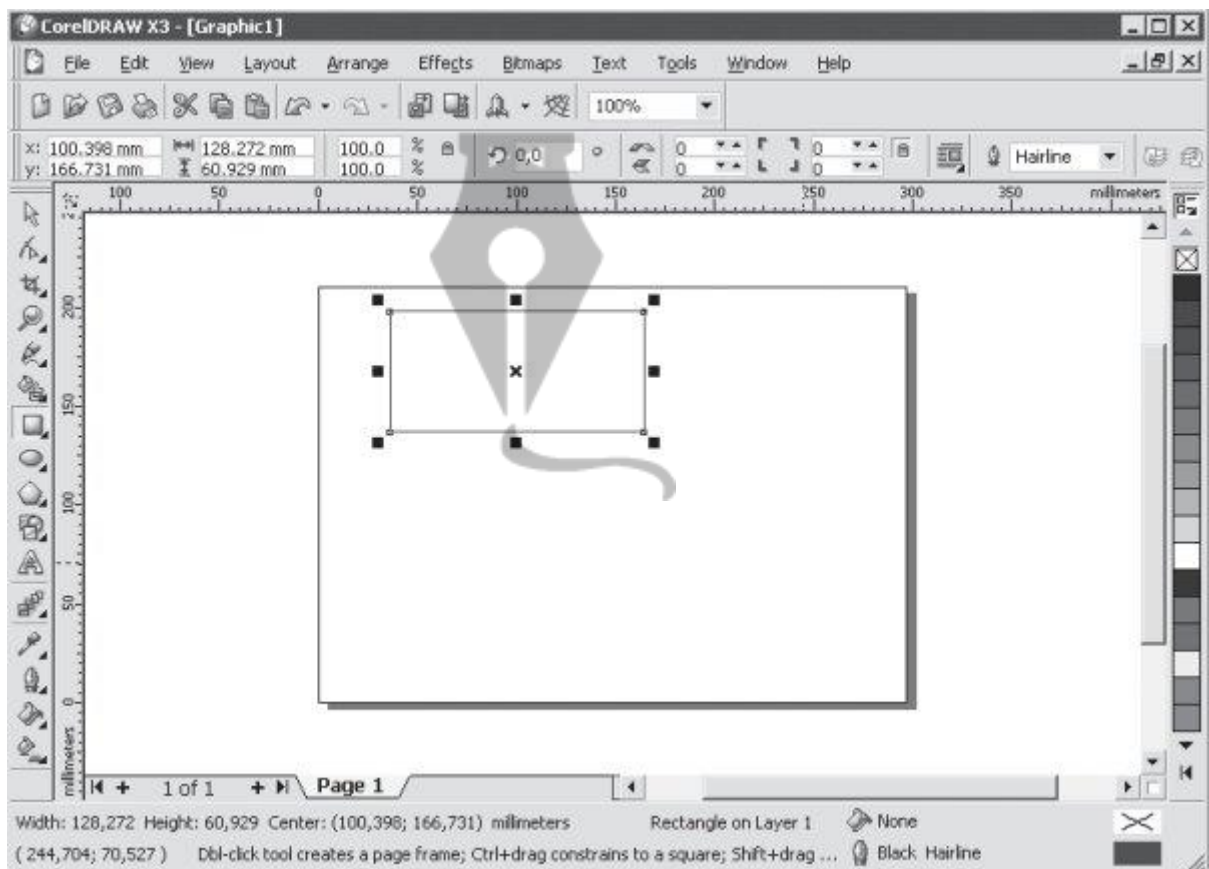 CorelDRAW X3 - [Graphic1]
File Edit View Layout Arrange Effects Bitmaps Text Tools Window Help
100%
x: 100.398 mm 128.272 mm 100.0 % 0,0 ° 0 0 Hairline
y: 166.731 mm 60.929 mm 100.0 % 0 0
100 50 0 50 100 150 200 250 300 350 millimeters
200
150
100
50
0
millimeters
1 of 1 Page 1
Width: 128,272 Height: 60,929 Center: (100,398; 166,731) millimeters Rectangle on Layer 1 None
( 244,704; 70,527 ) Dbl-click tool creates a page frame; Ctrl+drag constrains to a square; Shift+drag ... Black Hairline